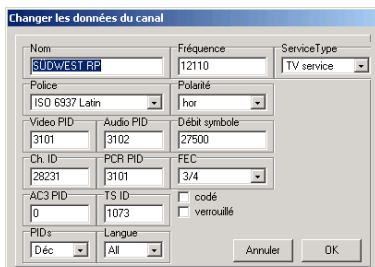 Changer les données du canal
Nom Fréquence ServiceType
SÜDWEST RP 12110 TV service
Police Polarité
ISO 6937 Latin hor
Video PID Audio PID Débit symbole
3101 3102 27500
Ch. ID PCR PID FEC
28231 3101 3/4
AC3 PID TS ID codé
0 1073 verrouillé
PIDs Langue
Déc All Annuler OK